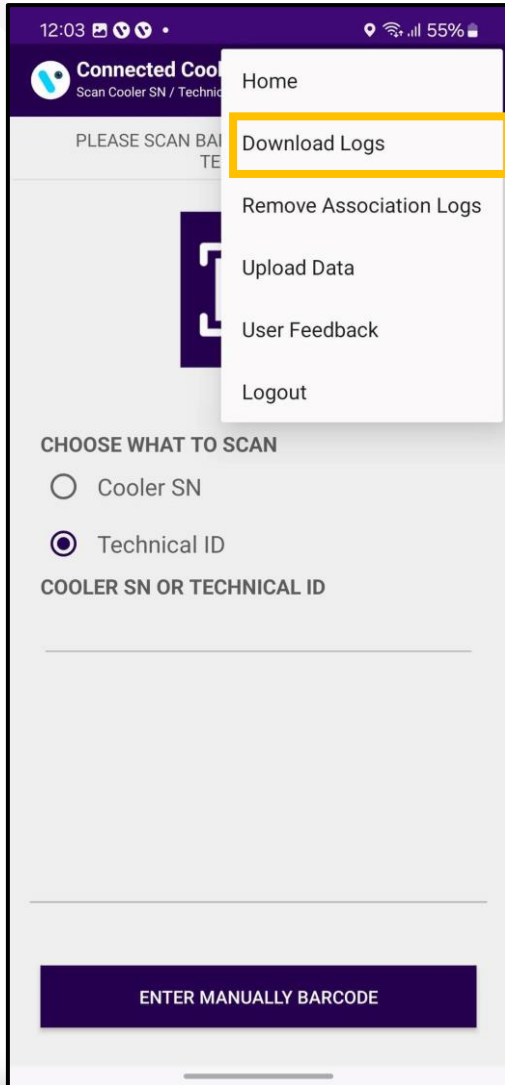 12:03
55%
Connected Cool
Scan Cooler SN / Technic
PLEASE SCAN BA
TE
Home
Download Logs
Remove Association Logs
Upload Data
User Feedback
Logout
CHOOSE WHAT TO SCAN
Cooler SN
Technical ID
COOLER SN OR TECHNICAL ID
ENTER MANUALLY BARCODE